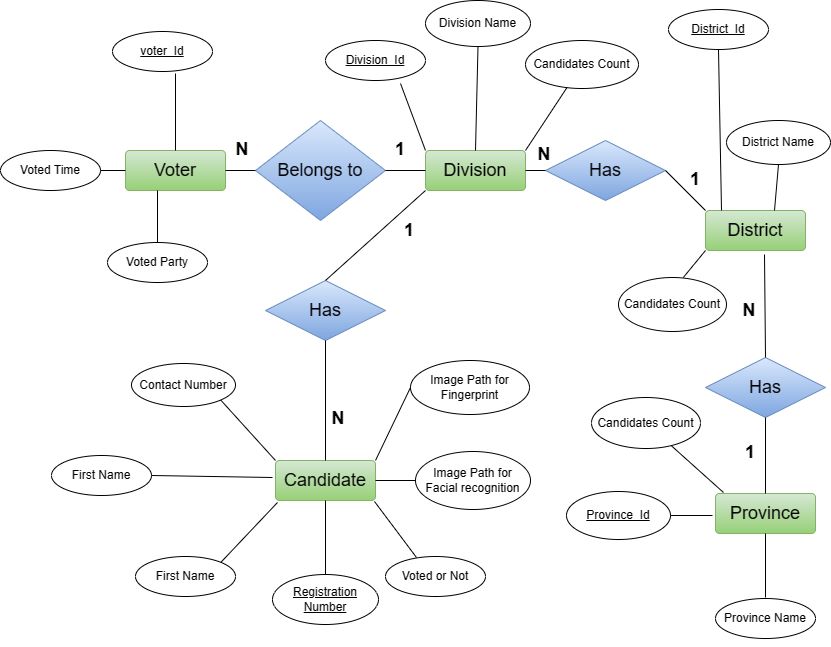 Division Name
District_Id
voter_Id
Division_Id
Candidates Count
District Name
N
1
N
Voted Time
Voter
Belongs to
Division
Has
1
District
1
Voted Party
Candidates Count
Has
N
Contact Number
Image Path for
Fingerprint
Has
N
Candidates Count
1
First Name
Candidate
Image Path for
Facial recognition
Province_Id
Province
First Name
Voted or Not
Registration
Number
Province Name